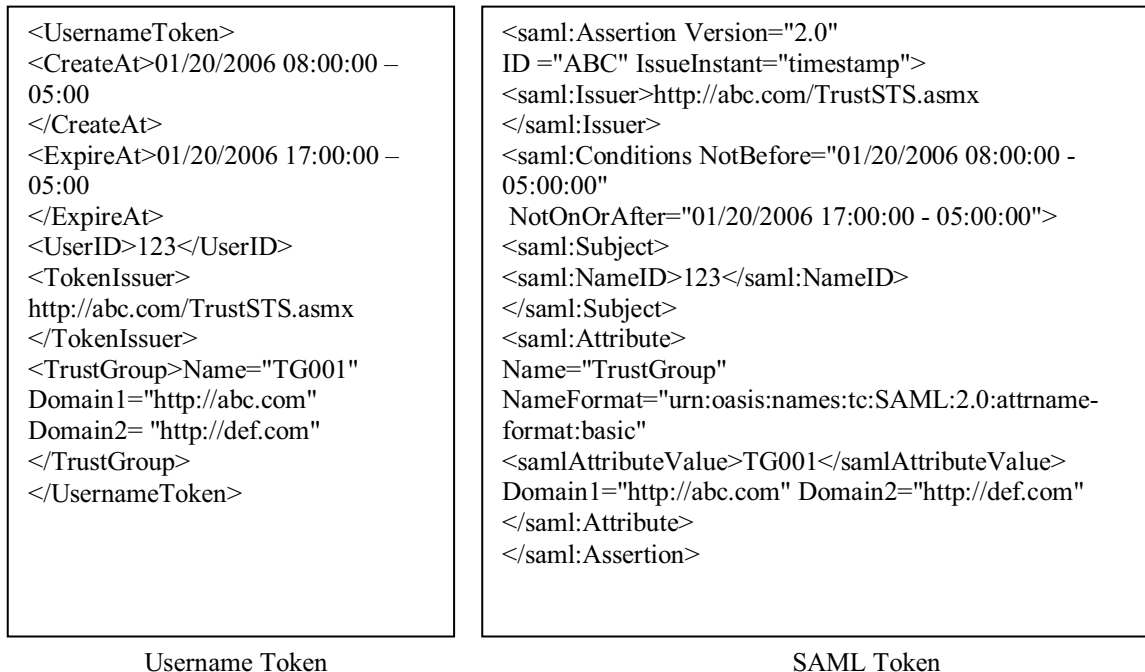 <UsernameToken>
<CreateAt>01/20/2006 08:00:00 –
05:00
</CreateAt>
<ExpireAt>01/20/2006 17:00:00 –
05:00
</ExpireAt>
<UserID>123</UserID>
<TokenIssuer>
http://abc.com/TrustSTS.asmx
</TokenIssuer>
<TrustGroup>Name="TG001"
Domain1="http://abc.com"
Domain2= "http://def.com"
</TrustGroup>
</UsernameToken>
Username Token
<saml:Assertion Version="2.0"
ID ="ABC" IssueInstant="timestamp">
<saml:Issuer>http://abc.com/TrustSTS.asmx
</saml:Issuer>
<saml:Conditions NotBefore="01/20/2006 08:00:00 -
05:00:00"
NotOnOrAfter="01/20/2006 17:00:00 - 05:00:00">
<saml:Subject>
<saml:NameID>123</saml:NameID>
</saml:Subject>
<saml:Attribute>
Name="TrustGroup"
NameFormat="urn:oasis:names:tc:SAML:2.0:attrname-
format:basic"
<samlAttributeValue>TG001</samlAttributeValue>
Domain1="http://abc.com" Domain2="http://def.com"
</saml:Attribute>
</saml:Assertion>
SAML Token